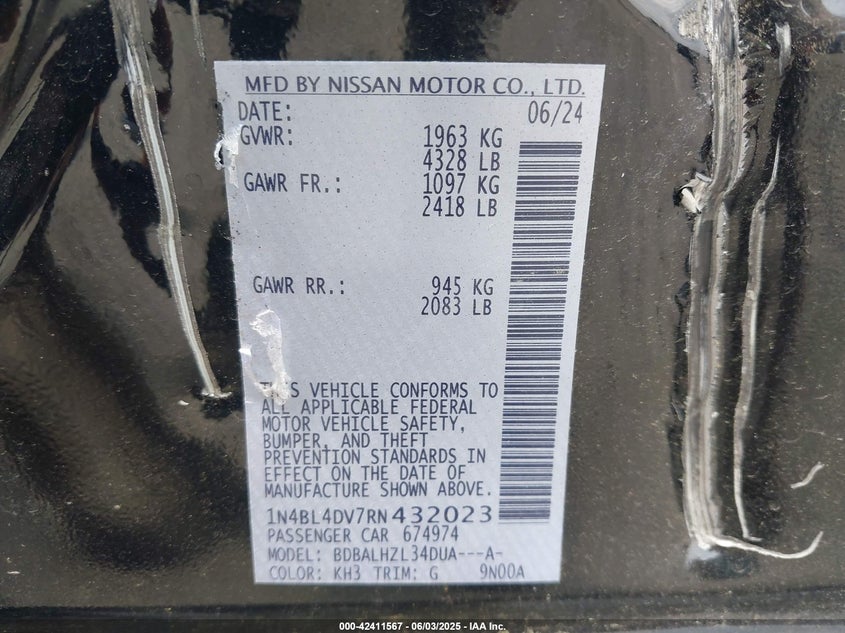 MFD BY NISSAN MOTOR CO., LTD.
DATE: 06/24
GVWR: 1963 KG
4328 LB
GAWR FR.: 1097 KG
2418 LB
GAWR RR.: 945 KG
2083 LB
THIS VEHICLE CONFORMS TO
ALL APPLICABLE FEDERAL
MOTOR VEHICLE SAFETY,
BUMPER, AND THEFT
PREVENTION STANDARDS IN
EFFECT ON THE DATE OF
MANUFACTURE SHOWN ABOVE.
1N4BL4DV7RN432023
PASSENGER CAR 674974
MODEL: BDBALHZL34DUA---A-
COLOR: KH3 TRIM: G 9N00A
000-42411567 - 06/03/2025 - IAA Inc.